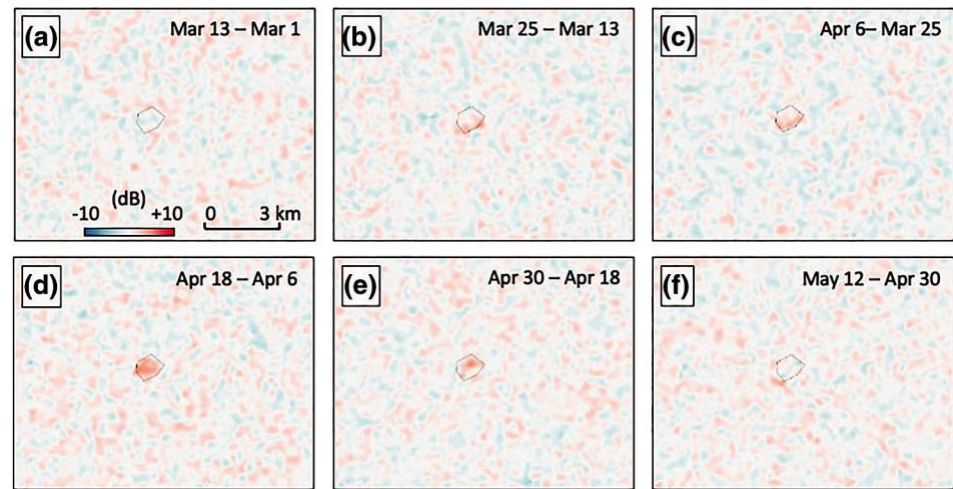 (a) Mar 13 – Mar 1
(b) Mar 25 – Mar 13
(c) Apr 6– Mar 25
(dB)
-10 +10 0 3 km
(d) Apr 18 – Apr 6
(e) Apr 30 – Apr 18
(f) May 12 – Apr 30